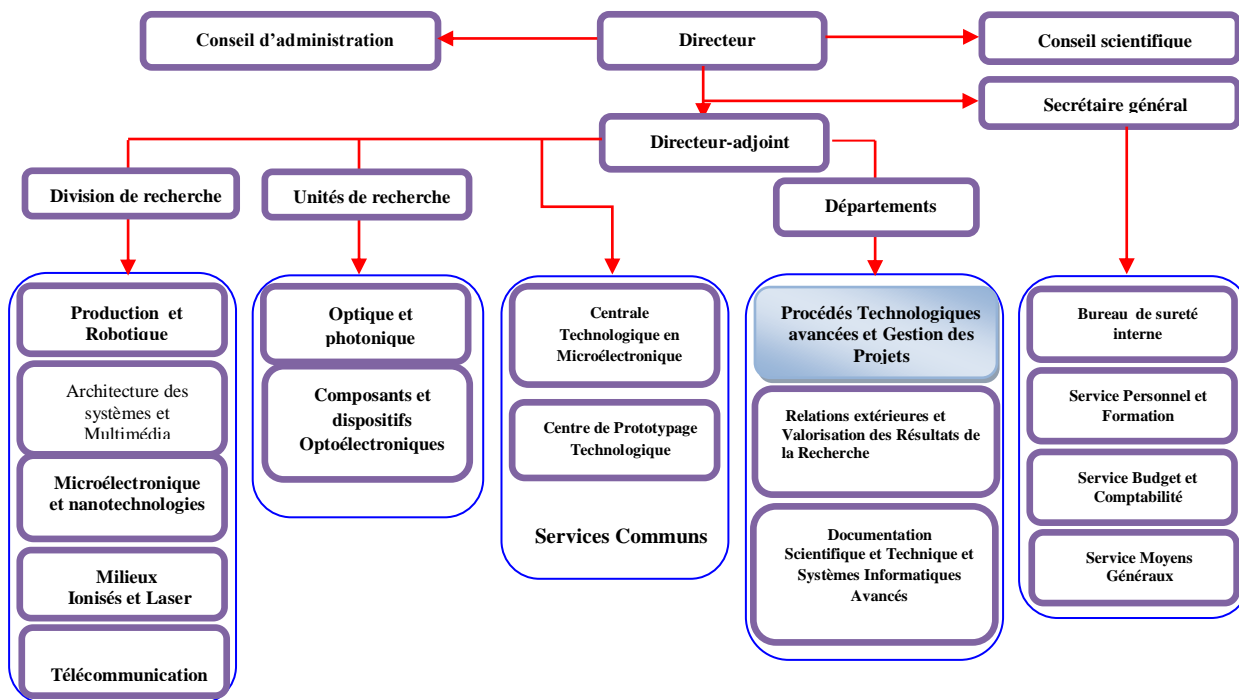 Conseil d’administration
Directeur
Conseil scientifique
Secrétaire général
Directeur-adjoint
Division de recherche
Unités de recherche
Départements
Production et
Robotique
Architecture des
systèmes et
Multimédia
Microélectronique
et nanotechnologies
Milieux
Ionisés et Laser
Télécommunication
Optique et
photonique
Composants et
dispositifs
Optoélectroniques
Centrale
Technologique en
Microélectronique
Centre de Prototypage
Technologique
Services Communs
Procédés Technologiques
avancées et Gestion des
Projets
Relations extérieures et
Valorisation des Résultats de
la Recherche
Documentation
Scientifique et Technique et
Systèmes Informatiques
Avancés
Bureau de sureté
interne
Service Personnel et
Formation
Service Budget et
Comptabilité
Service Moyens
Généraux